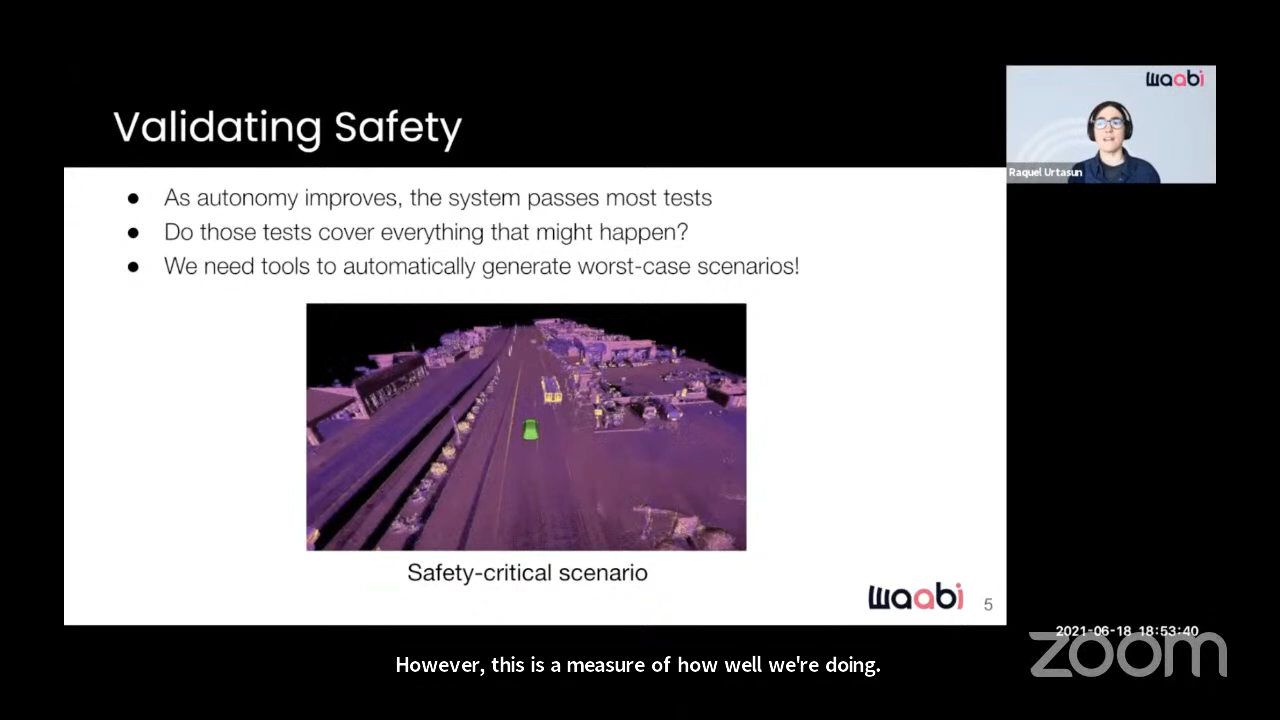 Validating Safety
waabi
Raquel Urtasun
● As autonomy improves, the system passes most tests
● Do those tests cover everything that might happen?
● We need tools to automatically generate worst-case scenarios!
Safety-critical scenario
waabi
5
2021-06-18 18:53:40
zoom
However, this is a measure of how well we're doing.